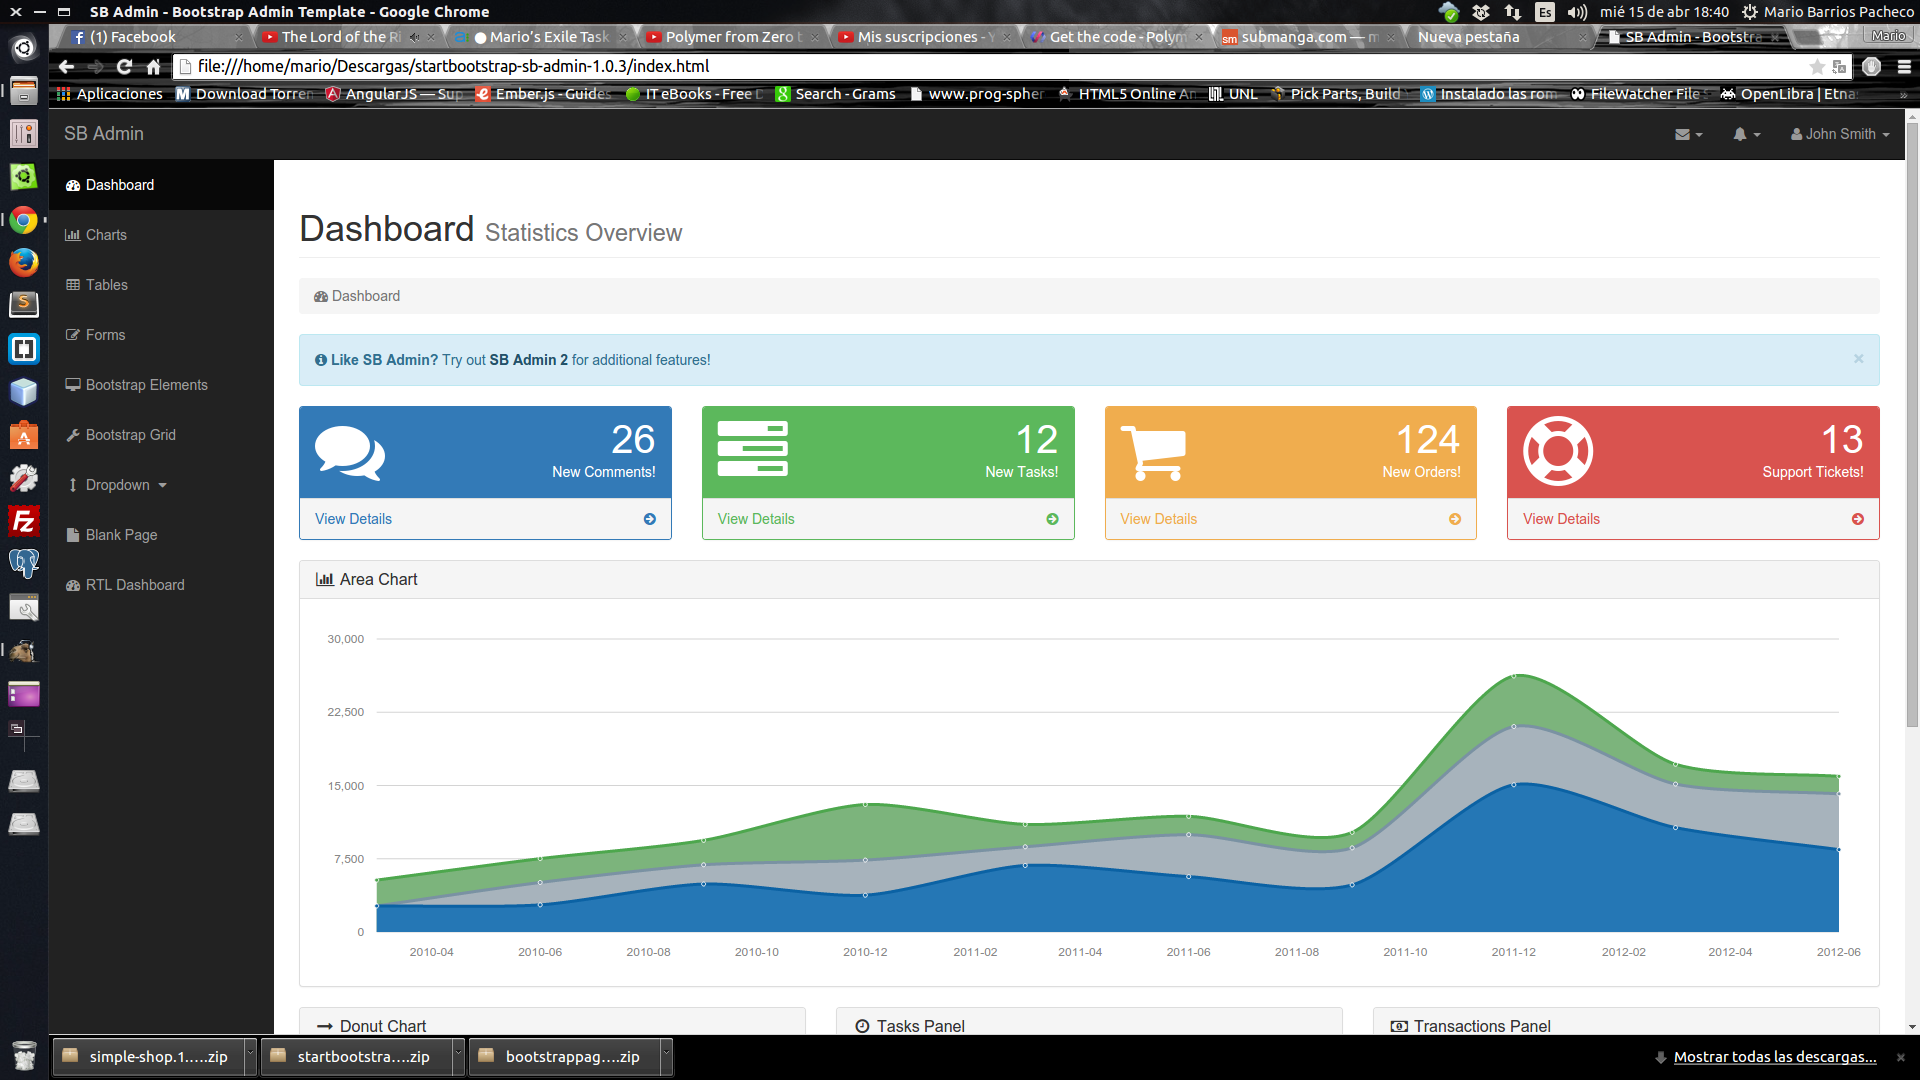 SB Admin - Bootstrap Admin Template - Google Chrome
Es
mié 15 de abr 18:40
Mario Barrios Pacheco
(1) Facebook
The Lord of the Ri
Mario's Exile Task
Polymer from Zero t
Mis suscripciones - Y
Get the code - Polym
submanga.com — m
Nueva pestaña
SB Admin - Bootstra
Mario
file:///home/mario/Descargas/startbootstrap-sb-admin-1.0.3/index.html
Aplicaciones
Download Torren
AngularJS — Sup
Ember.js - Guides
IT eBooks - Free D
Search - Grams
www.prog-spher
HTML5 Online An
UNL
Pick Parts, Build
Instalado las rom
FileWatcher File
OpenLibra | Etna
SB Admin
John Smith
Dashboard
Charts
Tables
Forms
Bootstrap Elements
Bootstrap Grid
Dropdown
Blank Page
RTL Dashboard
Dashboard Statistics Overview
Dashboard
Like SB Admin? Try out SB Admin 2 for additional features!
×
26
New Comments!
View Details
12
New Tasks!
View Details
124
New Orders!
View Details
13
Support Tickets!
View Details
Area Chart
30,000
22,500
15,000
7,500
0
2010-04
2010-06
2010-08
2010-10
2010-12
2011-02
2011-04
2011-06
2011-08
2011-10
2011-12
2012-02
2012-04
2012-06
Donut Chart
Tasks Panel
Transactions Panel
simple-shop.1.....zip
startbootstra....zip
bootstrappag....zip
Mostrar todas las descargas...